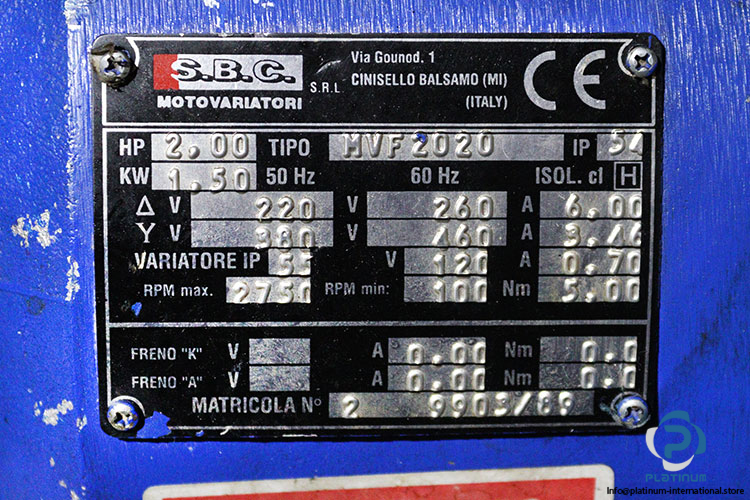 S.B.C. S.R.L.
MOTOVARIATORI
Via Gounod. 1
CINISELLO BALSAMO (MI)
(ITALY)
CE
HP 2,00 TIPO MVF2020 IP 54
KW 1,50 50 Hz 60 Hz ISOL. cl H
Δ V 220 V 260 A 6,00
Y V 380 V 460 A 3,46
VARIATORE IP 55 V 120 A 0,70
RPM max. 2750 RPM min: 100 Nm 5,00
FRENO "K" V A 0.00 Nm 0.0
FRENO "A" V A 0.00 Nm 0.0
MATRICOLA N° 2 9903/89
PLATINUM
Info@platinum-international.store